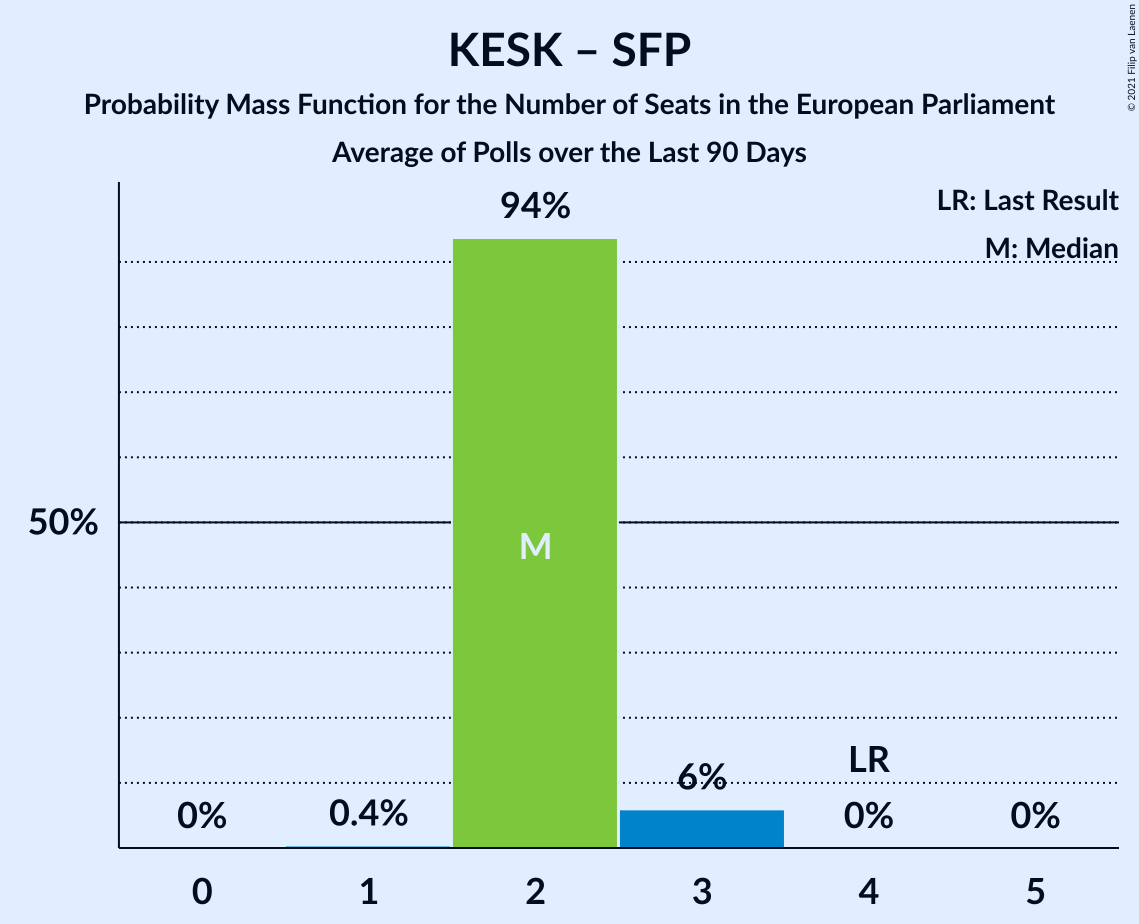 KESK – SFP
Probability Mass Function for the Number of Seats in the European Parliament
Average of Polls over the Last 90 Days
© 2021 Filip van Laenen
LR: Last Result
M: Median
94%
50%
M
LR
6%
0%
0.4%
0%
0%
0
1
2
3
4
5